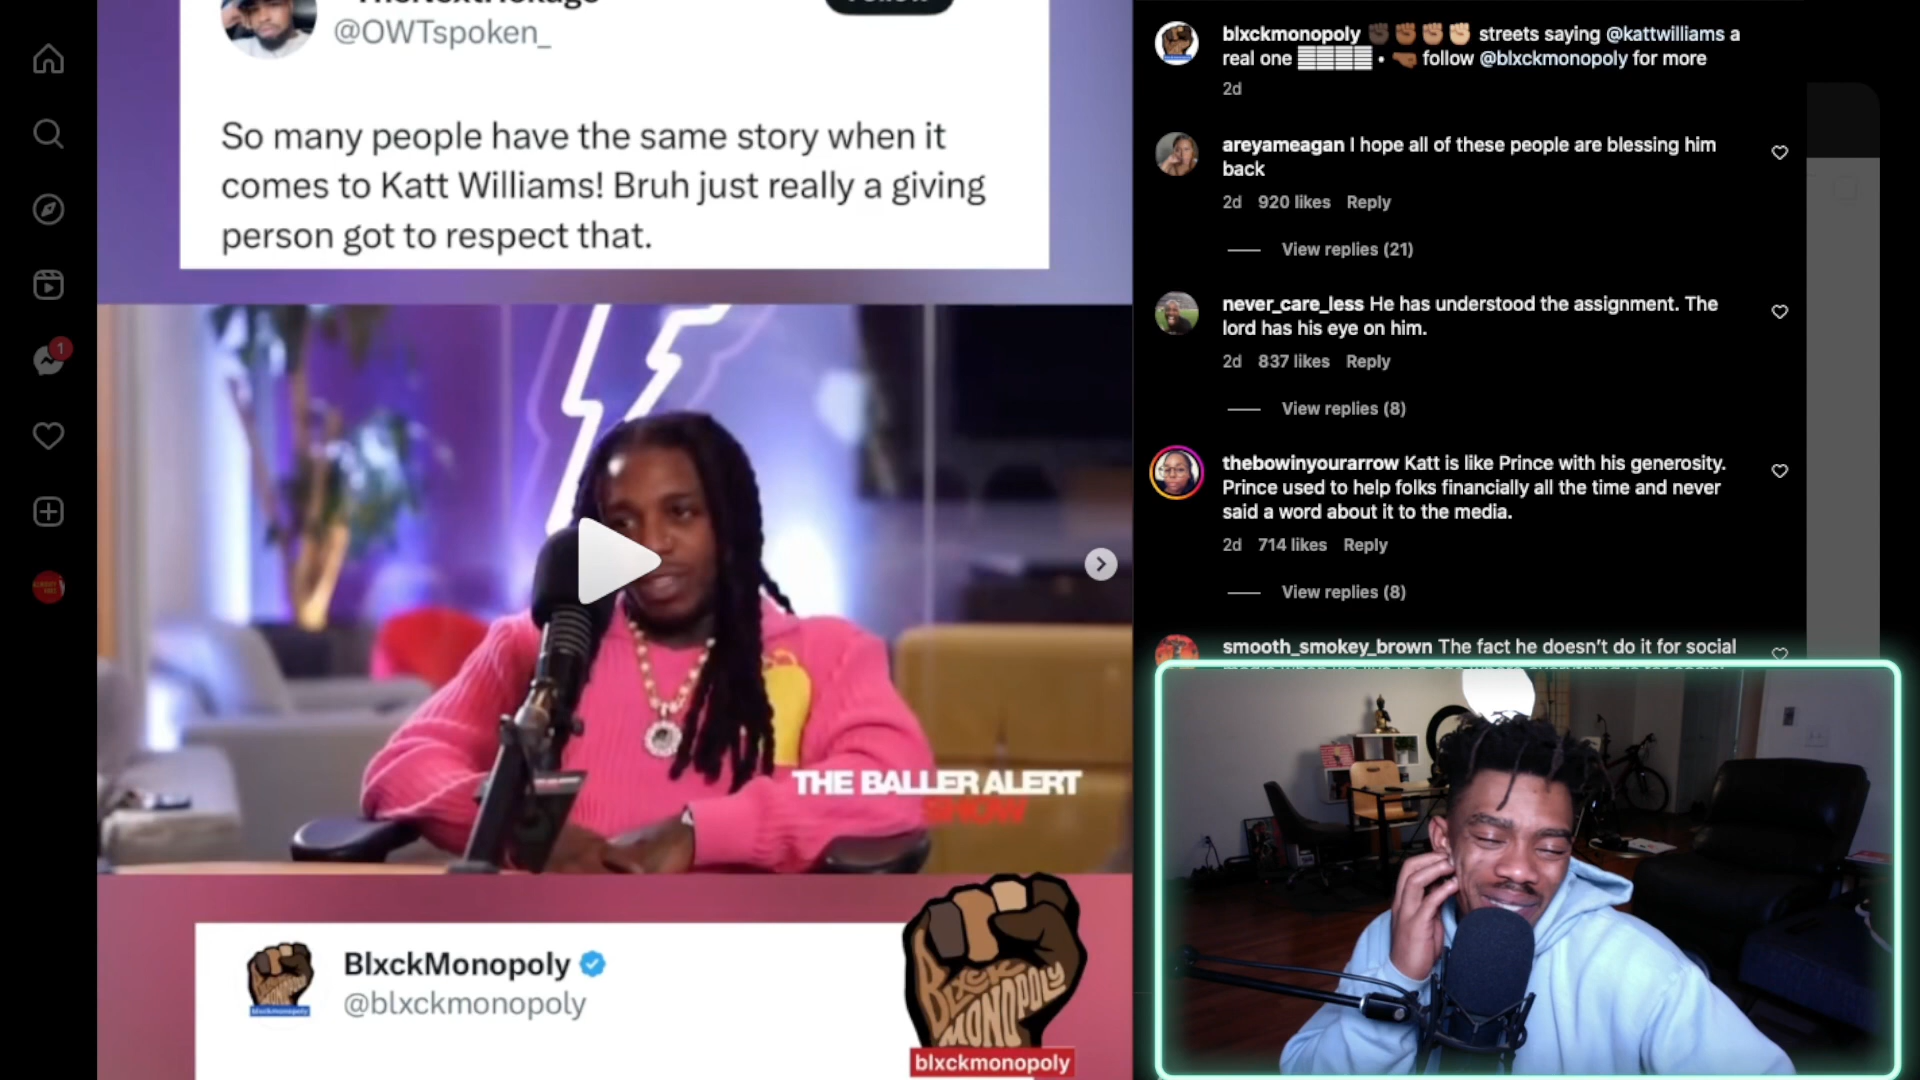 @OWTspoken_
So many people have the same story when it
comes to Katt Williams! Bruh just really a giving
person got to respect that.
THE BALLER ALERT
SHOW
BlxckMonopoly
@blxckmonopoly
BLXCK
MONOPOLY
blxckmonopoly
1
blxckmonopoly ✊🏿✊🏾✊🏽✊🏼 streets saying @kattwilliams a
real one • 🤜🏾 follow @blxckmonopoly for more
2d
areyameagan I hope all of these people are blessing him
back
2d 920 likes Reply
View replies (21)
never_care_less He has understood the assignment. The
lord has his eye on him.
2d 837 likes Reply
View replies (8)
thebowinyourarrow Katt is like Prince with his generosity.
Prince used to help folks financially all the time and never
said a word about it to the media.
2d 714 likes Reply
View replies (8)
smooth_smokey_brown The fact he doesn't do it for social